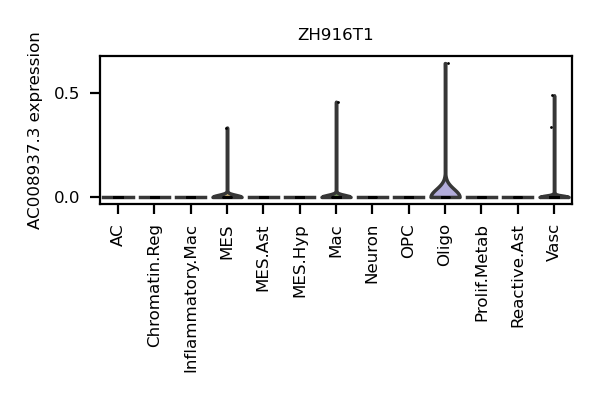 ZH916T1
AC008937.3 expression
0.5
0.0
AC
Chromatin.Reg
Inflammatory.Mac
MES
MES.Ast
MES.Hyp
Mac
Neuron
OPC
Oligo
Prolif.Metab
Reactive.Ast
Vasc